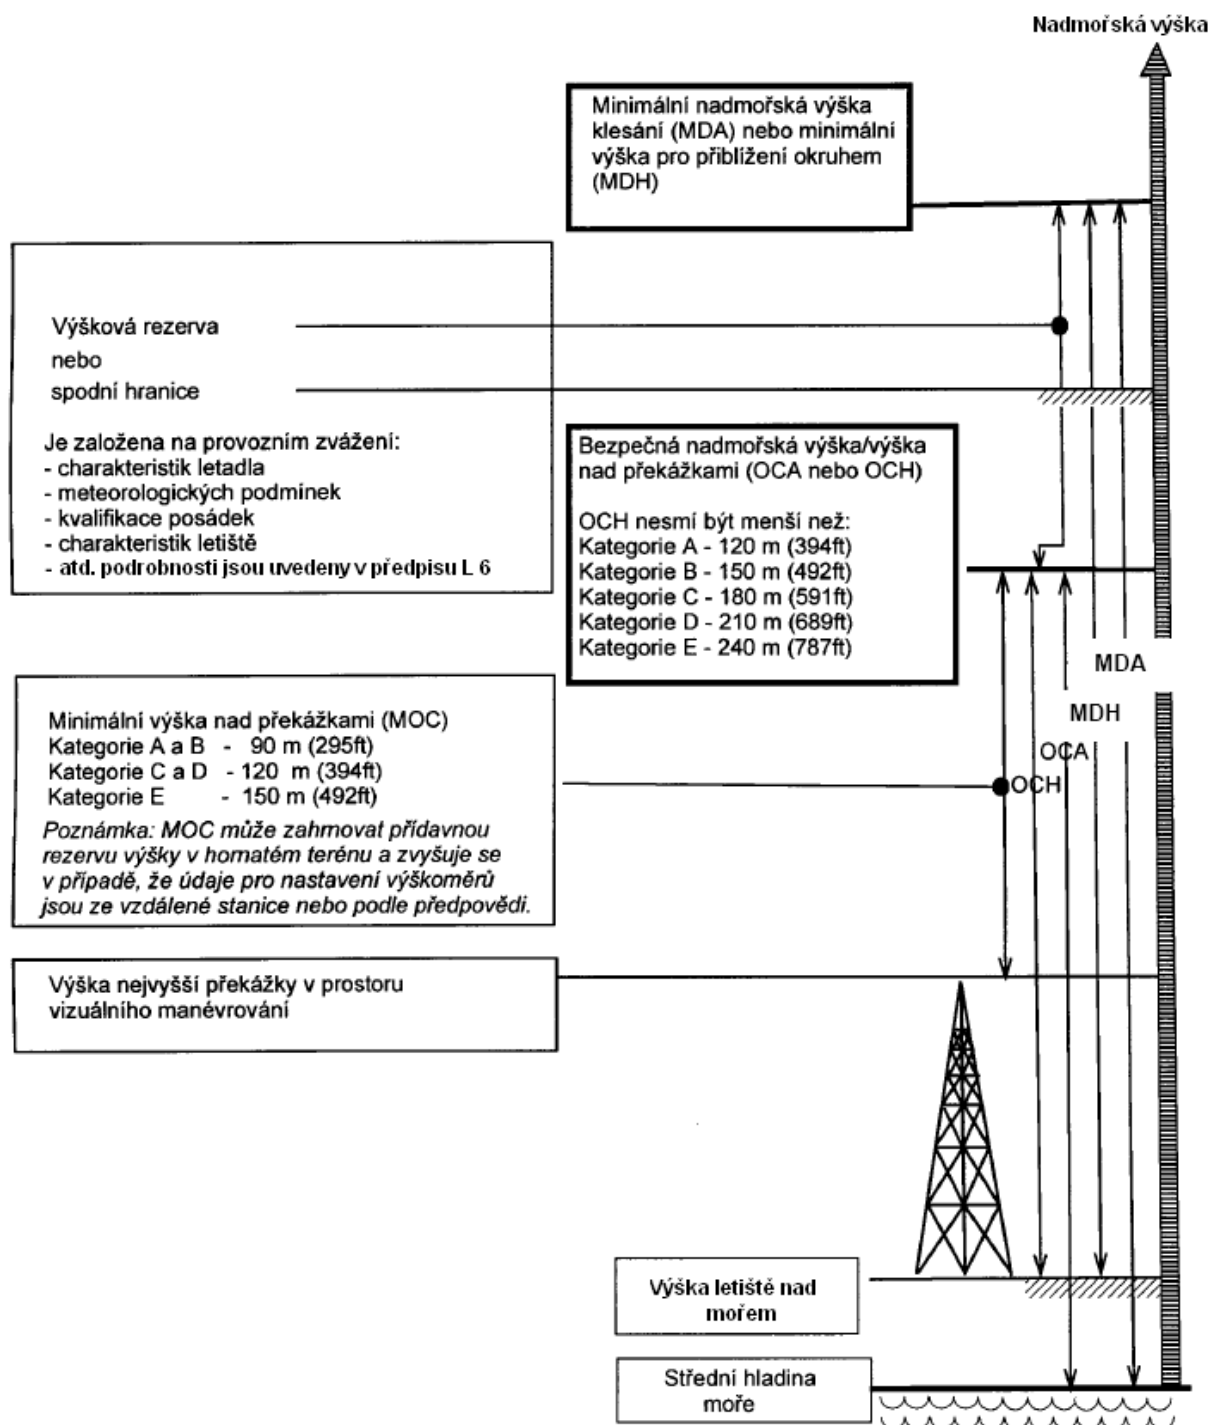 Nadmořská výška
Minimální nadmořská výška
klesání (MDA) nebo minimální
výška pro přiblížení okruhem
(MDH)
Výšková rezerva
nebo
spodní hranice
Je založena na provozním zvážení:
- charakteristik letadla
- meteorologických podmínek
- kvalifikace posádek
- charakteristik letiště
- atd. podrobnosti jsou uvedeny v předpisu L 6
Bezpečná nadmořská výška/výška
nad překážkami (OCA nebo OCH)
OCH nesmí být menší než:
Kategorie A - 120 m (394ft)
Kategorie B - 150 m (492ft)
Kategorie C - 180 m (591ft)
Kategorie D - 210 m (689ft)
Kategorie E - 240 m (787ft)
MDA
MDH
OCA
OCH
Minimální výška nad překážkami (MOC)
Kategorie A a B - 90 m (295ft)
Kategorie C a D - 120 m (394ft)
Kategorie E - 150 m (492ft)
Poznámka: MOC může zahrnovat přídavnou
rezervu výšky v hornatém terénu a zvyšuje se
v případě, že údaje pro nastavení výškoměrů
jsou ze vzdálené stanice nebo podle předpovědi.
Výška nejvyšší překážky v prostoru
vizuálního manévrování
Výška letiště nad
mořem
Střední hladina
moře